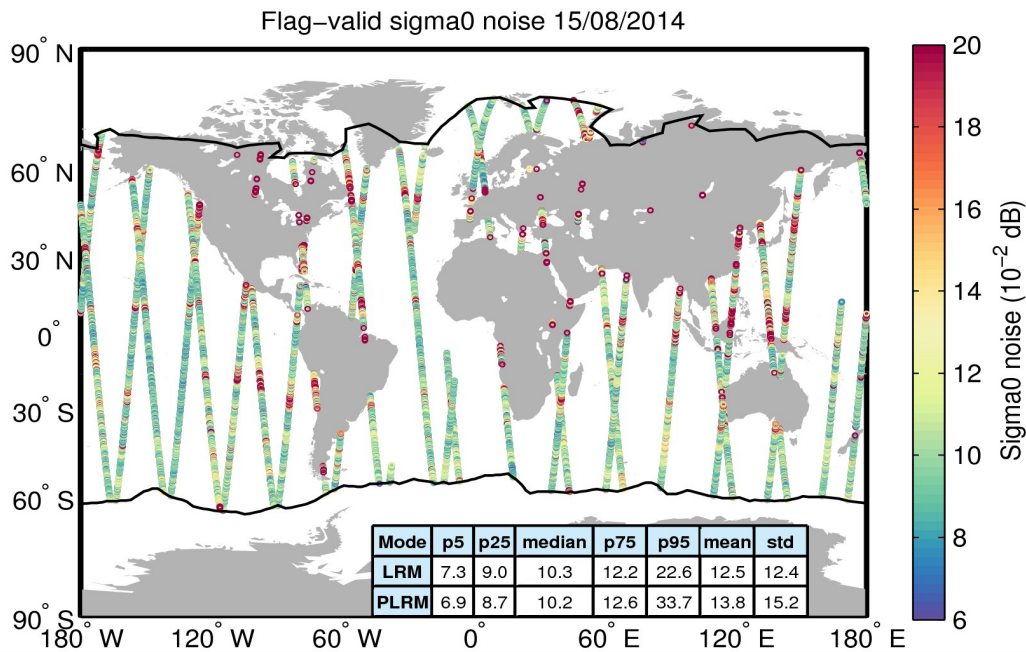 Flag−valid sigma0 noise 15/08/2014
90° N
60° N
30° N
0°
30° S
60° S
90° S
180° W
120° W
60° W
0°
60° E
120° E
180° E
Mode p5 p25 median p75 p95 mean std
LRM 7.3 9.0 10.3 12.2 22.6 12.5 12.4
PLRM 6.9 8.7 10.2 12.6 33.7 13.8 15.2
20
18
16
14
12
10
8
6
Sigma0 noise (10⁻² dB)